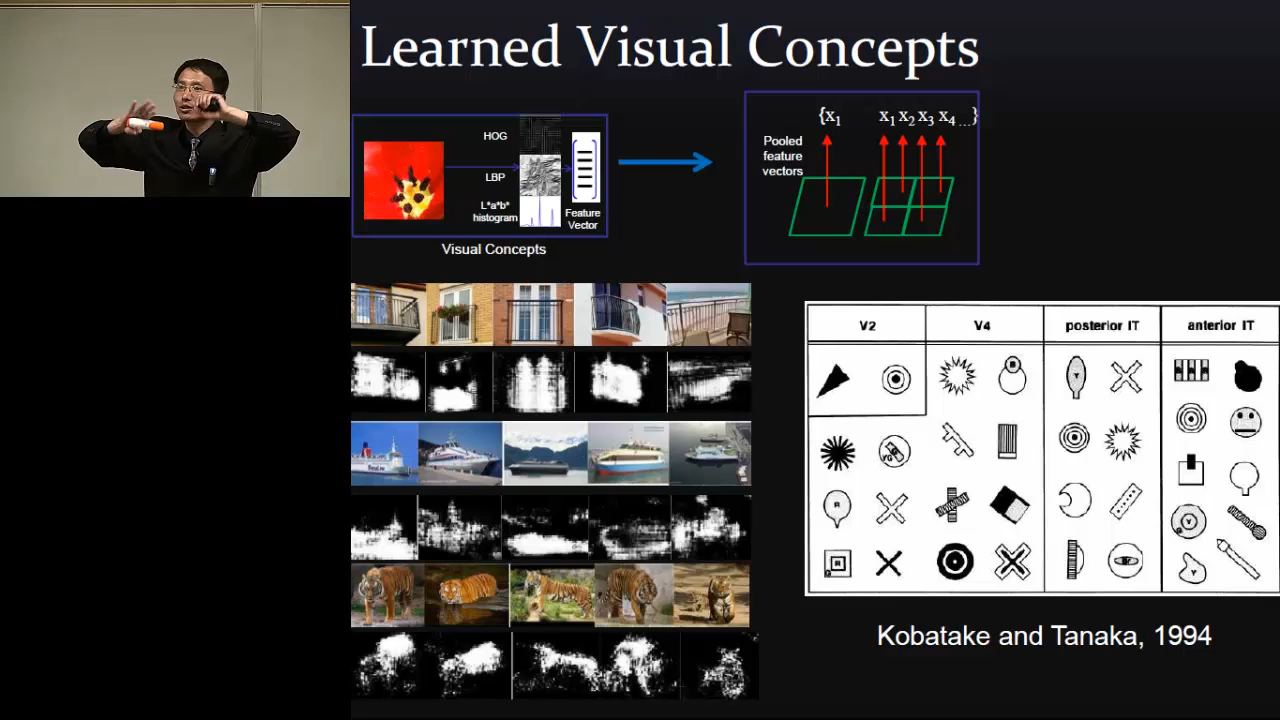 Learned Visual Concepts
HOG
LBP
L*a*b*
histogram
Feature
Vector
Visual Concepts
Pooled
feature
vectors
{x1 x1 x2 x3 x4 ...}
V2 V4 posterior IT anterior IT
Kobatake and Tanaka, 1994